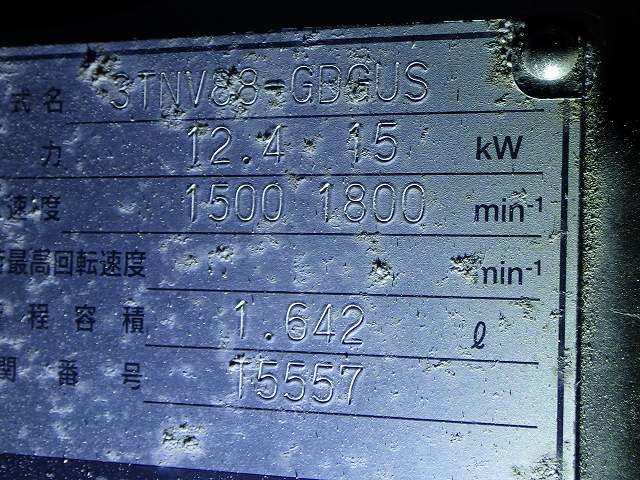 式名 3TNV88-GBGUS
力 12.4 15 kW
速度 1500 1800 min-1
最高回転速度 min-1
程容積 1.642 ℓ
関番号 T5557